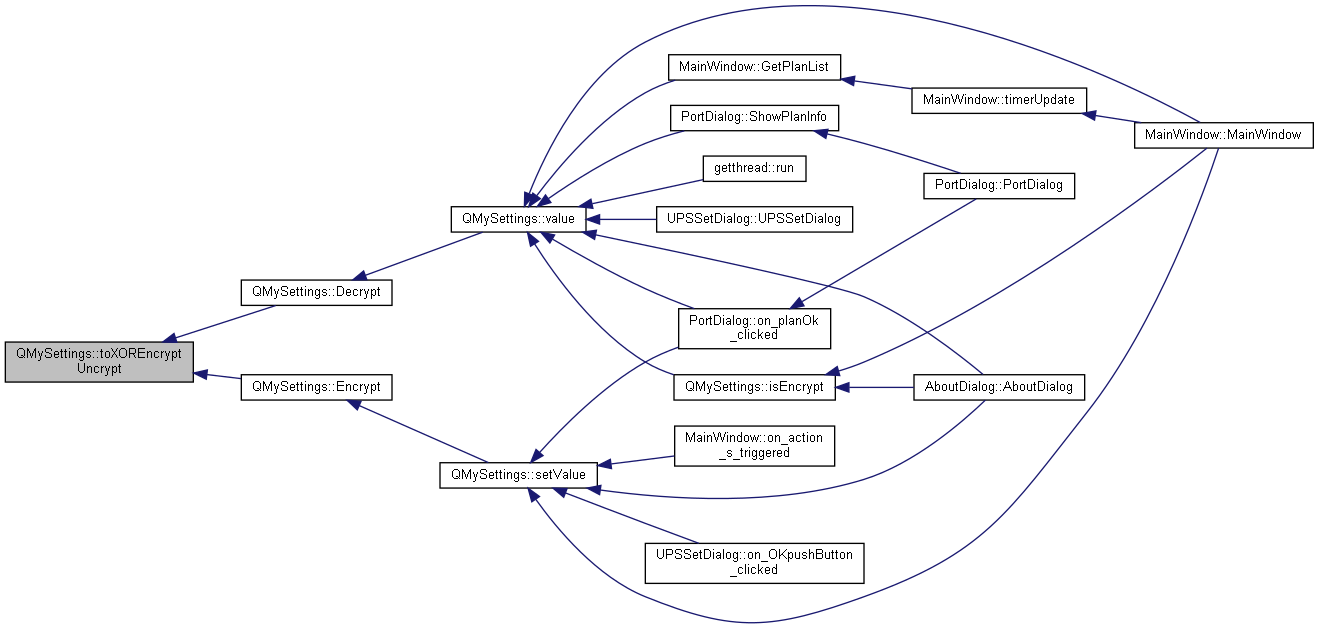 MainWindow::GetPlanList
MainWindow::timerUpdate
PortDialog::ShowPlanInfo
MainWindow::MainWindow
getthread::run
PortDialog::PortDialog
QMySettings::value
UPSSetDialog::UPSSetDialog
QMySettings::Decrypt
PortDialog::on_planOk
_clicked
QMySettings::toXOREncrypt
Uncrypt
QMySettings::Encrypt
QMySettings::isEncrypt
AboutDialog::AboutDialog
MainWindow::on_action
_s_triggered
QMySettings::setValue
UPSSetDialog::on_OKpushButton
_clicked